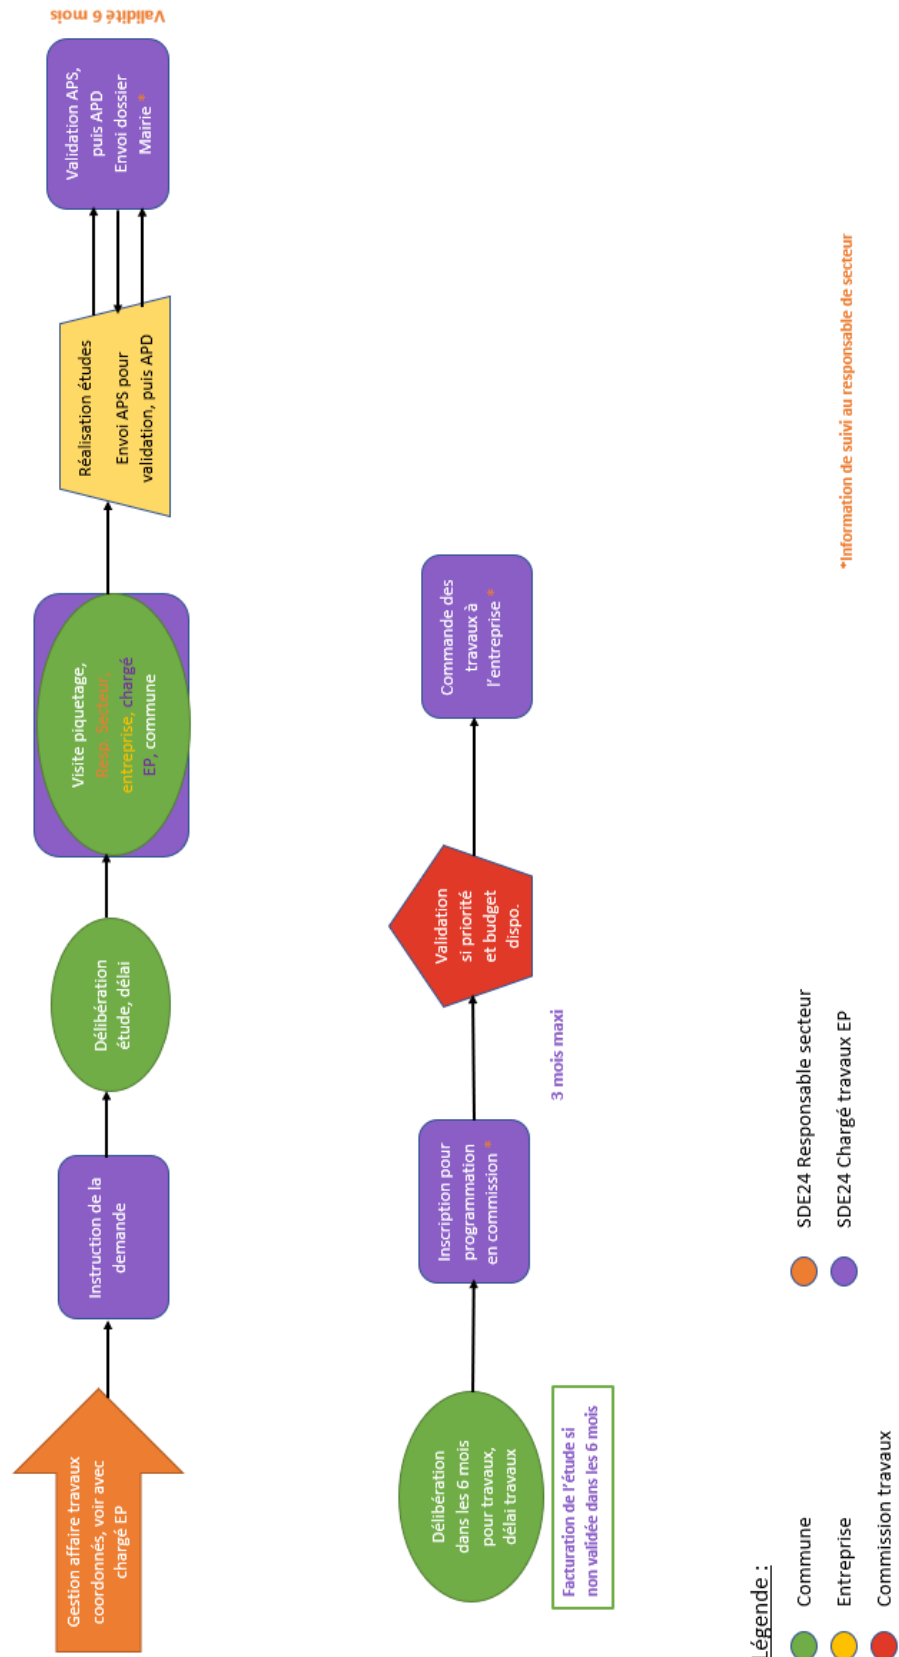 Gestion affaire travaux
coordonnés, voir avec
chargé EP
Instruction de la
demande
Délibération
étude, délai
Visite piquetage,
Resp. Secteur,
entreprise, chargé
EP, commune
Réalisation études
Envoi APS pour
validation, puis APD
Validation APS,
puis APD
Envoi dossier
Mairie *
Validité 6 mois
Délibération
dans les 6 mois
pour travaux,
délai travaux
Facturation de l'étude si
non validée dans les 6 mois
Inscription pour
programmation
en commission *
3 mois maxi
Validation
si priorité
et budget
dispo.
Commande des
travaux à
l'entreprise *
*Information de suivi au responsable de secteur
Légende :
Commune
Entreprise
Commission travaux
SDE24 Responsable secteur
SDE24 Chargé travaux EP